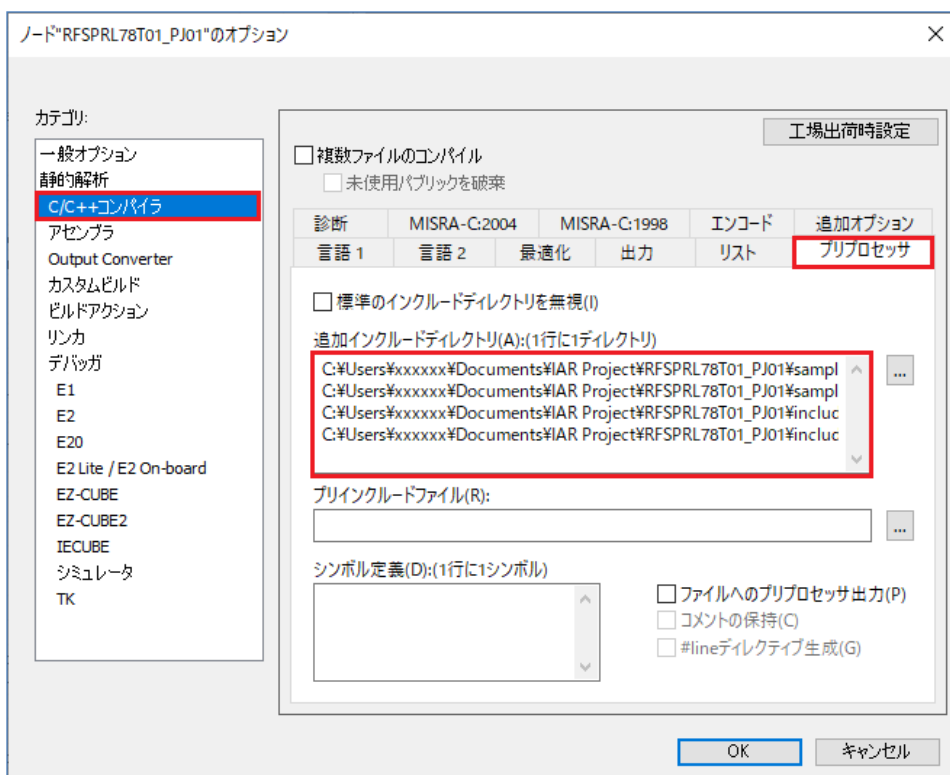 ノード"RFSPRL78T01_PJ01"のオプション
カテゴリ:
一般オプション
静的解析
C/C++コンパイラ
アセンブラ
Output Converter
カスタムビルド
ビルドアクション
リンカ
デバッガ
E1
E2
E20
E2 Lite / E2 On-board
EZ-CUBE
EZ-CUBE2
IECUBE
シミュレータ
TK
工場出荷時設定
複数ファイルのコンパイル
未使用パブリックを破棄
診断 MISRA-C:2004 MISRA-C:1998 エンコード 追加オプション
言語 1 言語 2 最適化 出力 リスト プリプロセッサ
標準のインクルードディレクトリを無視(I)
追加インクルードディレクトリ(A):(1行に1ディレクトリ)
C:¥Users¥xxxxxx¥Documents¥IAR Project¥RFSPRL78T01_PJ01¥sampl
C:¥Users¥xxxxxx¥Documents¥IAR Project¥RFSPRL78T01_PJ01¥sampl
C:¥Users¥xxxxxx¥Documents¥IAR Project¥RFSPRL78T01_PJ01¥includ
C:¥Users¥xxxxxx¥Documents¥IAR Project¥RFSPRL78T01_PJ01¥includ
...
プリインクルードファイル(R):
...
シンボル定義(D):(1行に1シンボル)
ファイルへのプリプロセッサ出力(P)
コメントの保持(C)
#lineディレクティブ生成(G)
OK キャンセル